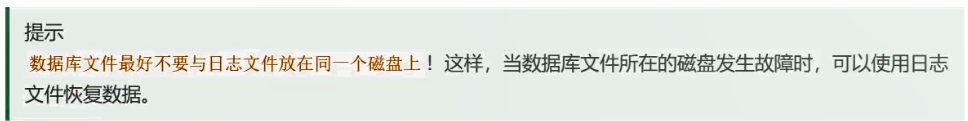 提示
数据库文件最好不要与日志文件放在同一个磁盘上！这样，当数据库文件所在的磁盘发生故障时，可以使用日志
文件恢复数据。